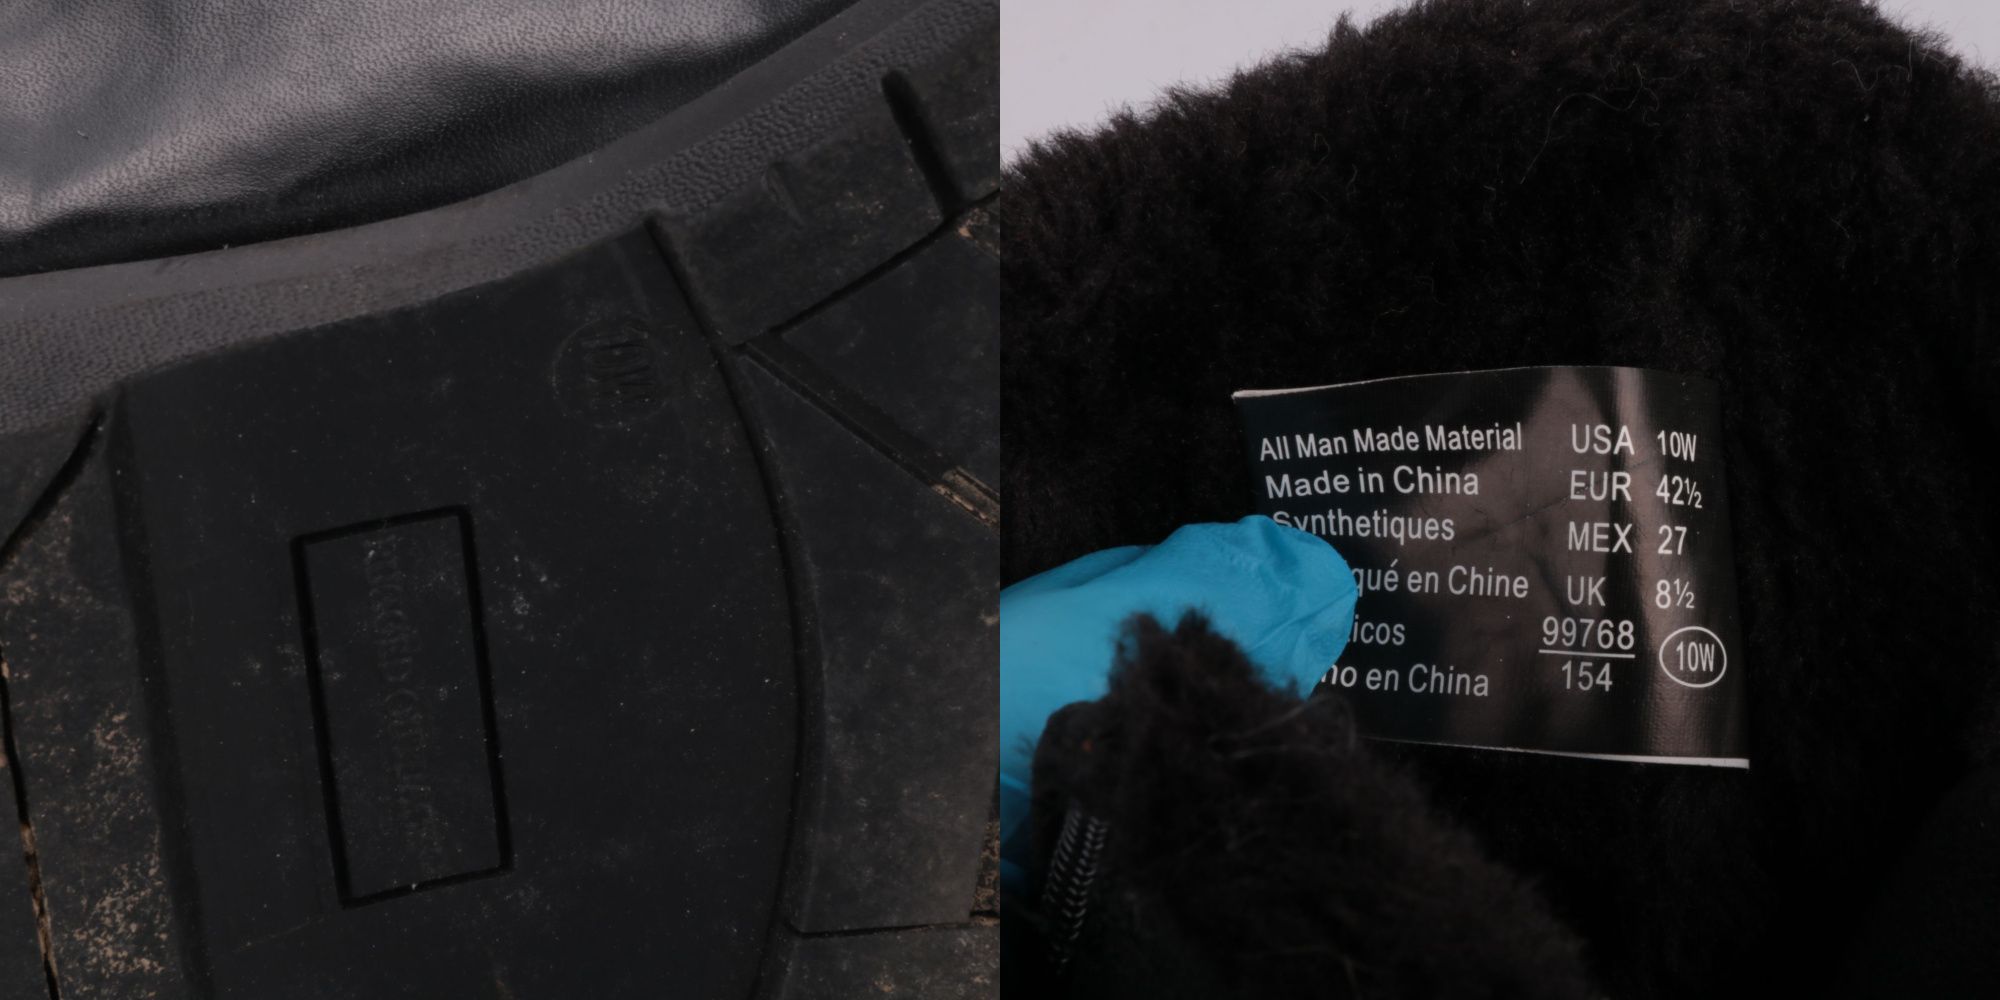 10W
All Man Made Material USA 10W
Made in China EUR 42½
Synthetiques MEX 27
qué en Chine UK 8½
icos 99768
no en China 154 10W